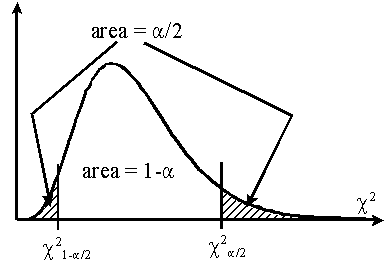 area = α/2
area = 1-α
χ²
χ²₁₋α/₂
χ²α/₂